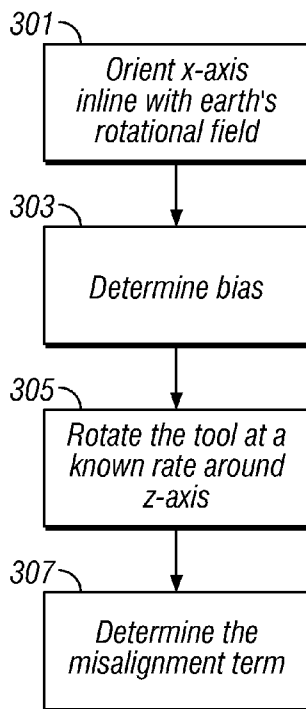 301
Orient x-axis
inline with earth's
rotational field
303
Determine bias
305
Rotate the tool at a
known rate around
z-axis
307
Determine the
misalignment term